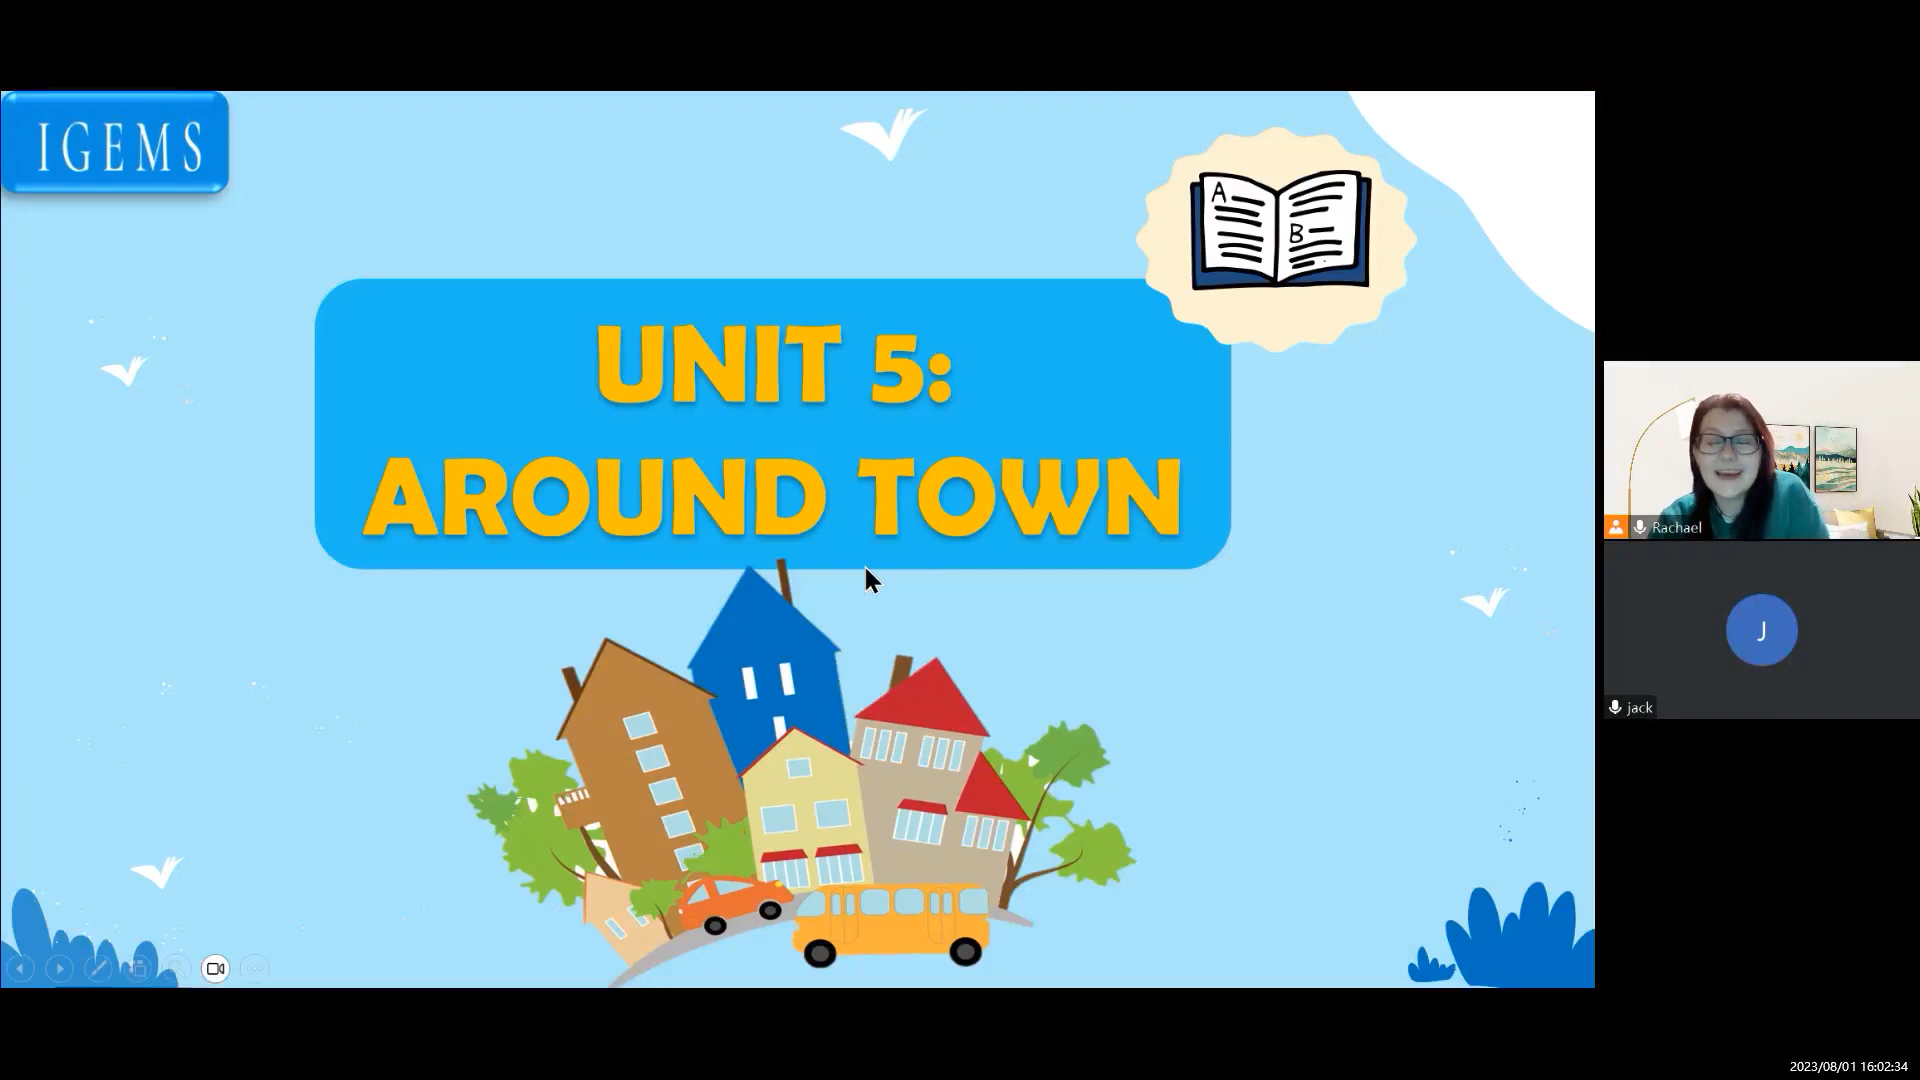 IGEMS
A
B
UNIT 5:
AROUND TOWN
Rachael
J
jack
2023/08/01 16:02:34